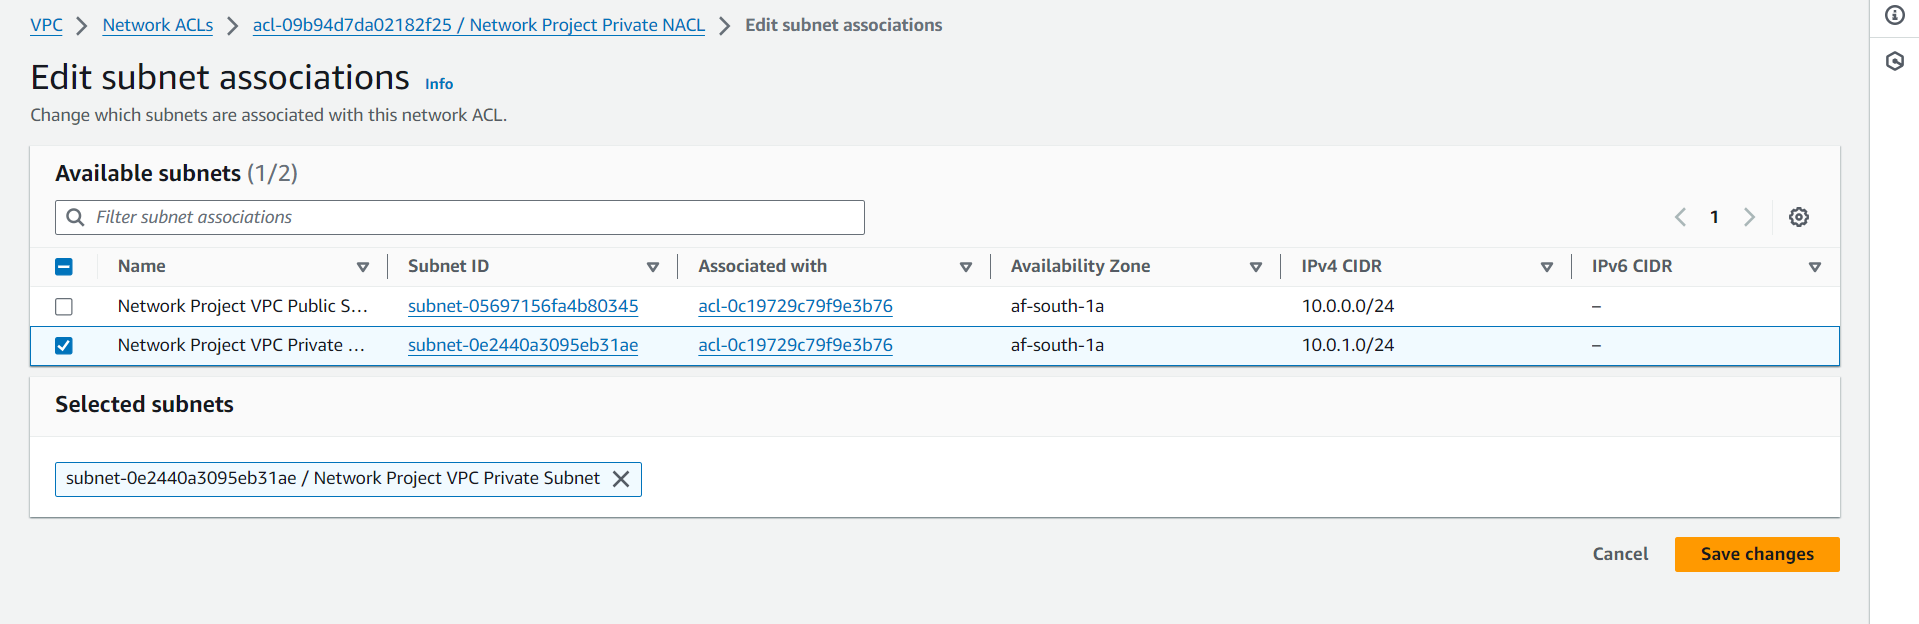 VPC > Network ACLs > acl-09b94d7da02182f25 / Network Project Private NACL > Edit subnet associations
Edit subnet associations Info
Change which subnets are associated with this network ACL.
Available subnets (1/2)
Filter subnet associations
1
Name Subnet ID Associated with Availability Zone IPv4 CIDR IPv6 CIDR
Network Project VPC Public S... subnet-05697156fa4b80345 acl-0c19729c79f9e3b76 af-south-1a 10.0.0.0/24 –
Network Project VPC Private ... subnet-0e2440a3095eb31ae acl-0c19729c79f9e3b76 af-south-1a 10.0.1.0/24 –
Selected subnets
subnet-0e2440a3095eb31ae / Network Project VPC Private Subnet
Cancel Save changes